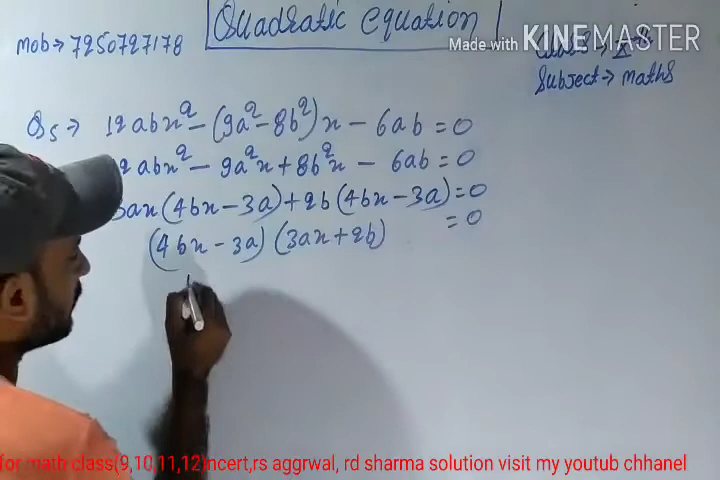 Quadratic equation
Mob → 7250727178
Made with KINEMASTER
Class → X
Subject → Maths
Q5 → 12abx² - (9a² - 8b²)x - 6ab = 0
abx² - 9a²x + 8b²x - 6ab = 0
3ax (4bx - 3a) + 2b (4bx - 3a) = 0
(4bx - 3a) (3ax + 2b) = 0
for math class(9,10,11,12)ncert,rs aggrwal, rd sharma solution visit my youtub chhanel